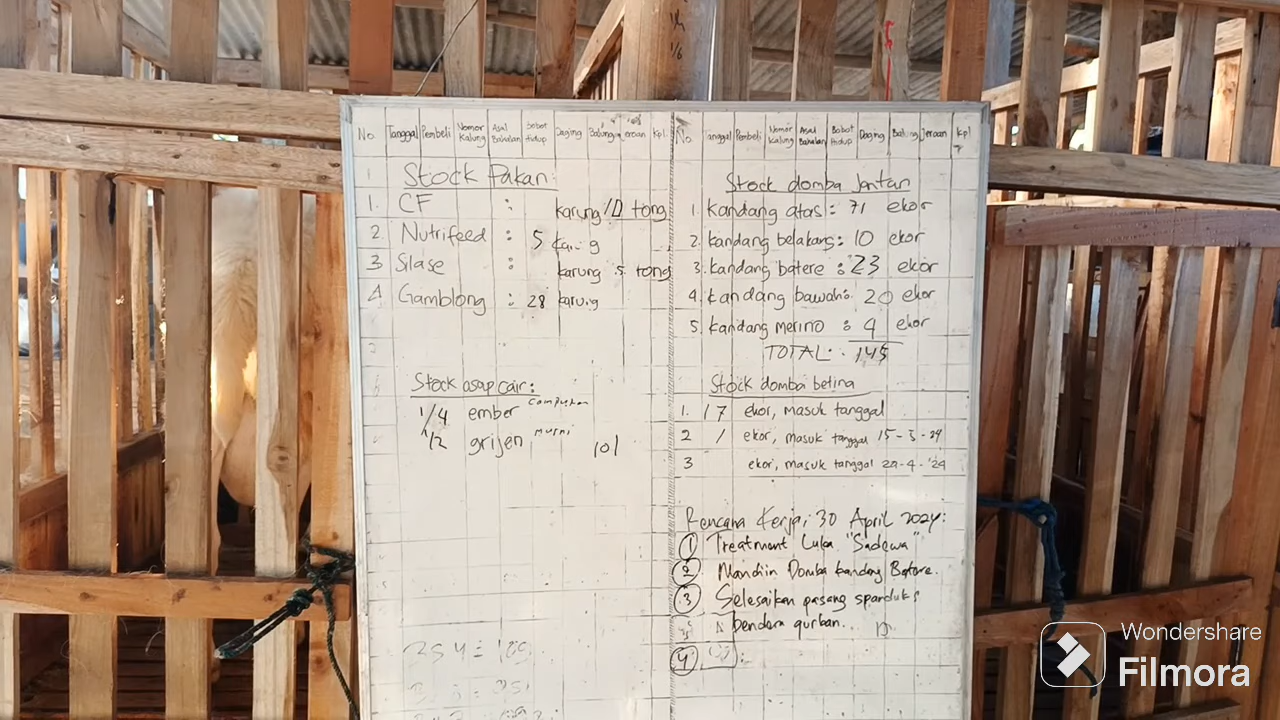 No Tanggal Pembeli Nomor Kalung Asal Bakalan Bobot Hidup Daging Balung Jeroan Kpl
Stock Pakan:
1. CF : karung 10 tong
2 Nutrifeed : 5 karung
3 Silase : karung 5 tong
4 Gamblong : 28 karung
Stock asap cair:
1/4 ember campuran
1/2 grijen murni 10l
No Tanggal Pembeli Nomor Kalung Asal Bakalan Bobot Hidup Daging Balung Jeroan Kpl
Stock domba Jantan
1. kandang atas : 71 ekor
2. kandang belakang : 10 ekor
3. kandang batere : 23 ekor
4. kandang bawah : 20 ekor
5. kandang merino : 4 ekor
TOTAL : 145
Stock domba betina
1. 17 ekor, masuk tanggal
2 1 ekor, masuk tanggal 15-3-24
3 ekor, masuk tanggal 29-4-'24
Rencana Kerja; 30 April 2024:
1 Treatment Luka "Sadewa"
2 Mandiin Domba kandang Batere.
3 Selesaikan pasang spanduk
N bendera qurban..
4
Wondershare
Filmora